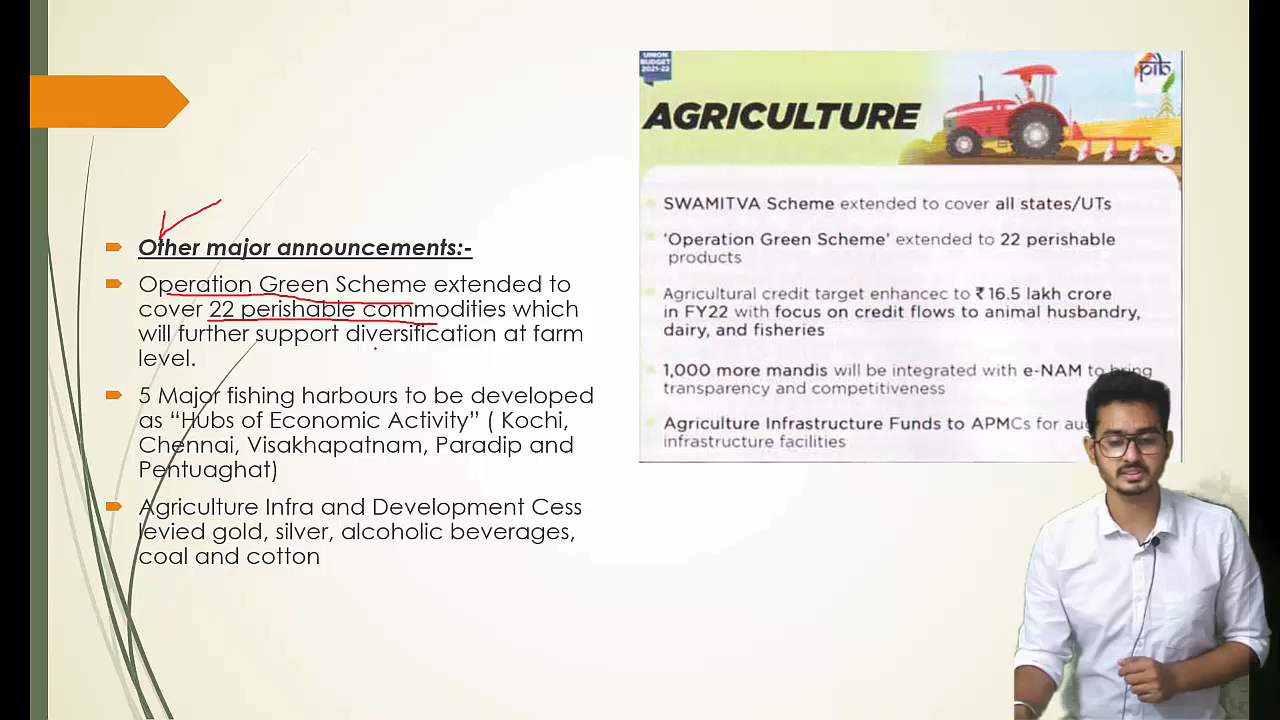 Other major announcements:-
Operation Green Scheme extended to
cover 22 perishable commodities which
will further support diversification at farm
level.
5 Major fishing harbours to be developed
as “Hubs of Economic Activity” ( Kochi,
Chennai, Visakhapatnam, Paradip and
Pentuaghat)
Agriculture Infra and Development Cess
levied gold, silver, alcoholic beverages,
coal and cotton
UNION
BUDGET
2021-22
pib
AGRICULTURE
SWAMITVA Scheme extended to cover all states/UTs
‘Operation Green Scheme’ extended to 22 perishable
products
Agricultural credit target enhanced to ₹ 16.5 lakh crore
in FY22 with focus on credit flows to animal husbandry,
dairy, and fisheries
1,000 more mandis will be integrated with e-NAM to bring
transparency and competitiveness
Agriculture Infrastructure Funds to APMCs for
infrastructure facilities